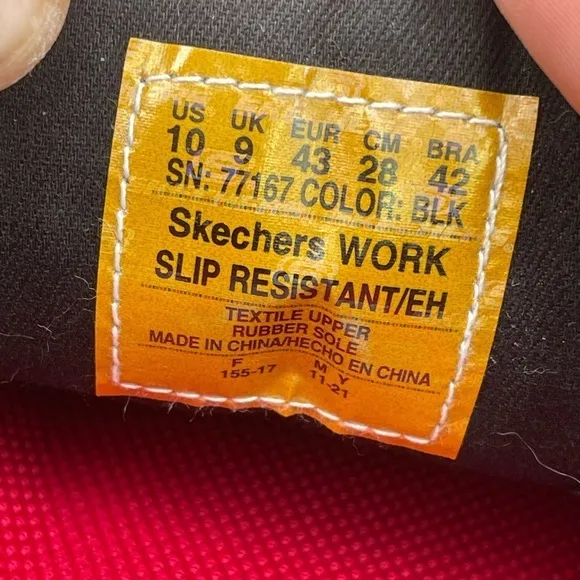 US UK EUR CM BRA
10 9 43 28 42
SN: 77167 COLOR: BLK
Skechers WORK
SLIP RESISTANT/EH
TEXTILE UPPER
RUBBER SOLE
MADE IN CHINA/HECHO EN CHINA
F M Y
155-17 11-21